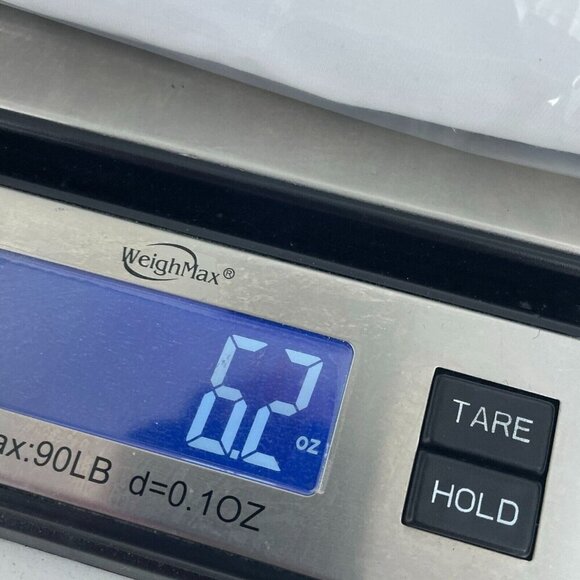 WeighMax®
6.2 oz
ax:90LB d=0.1OZ
TARE
HOLD